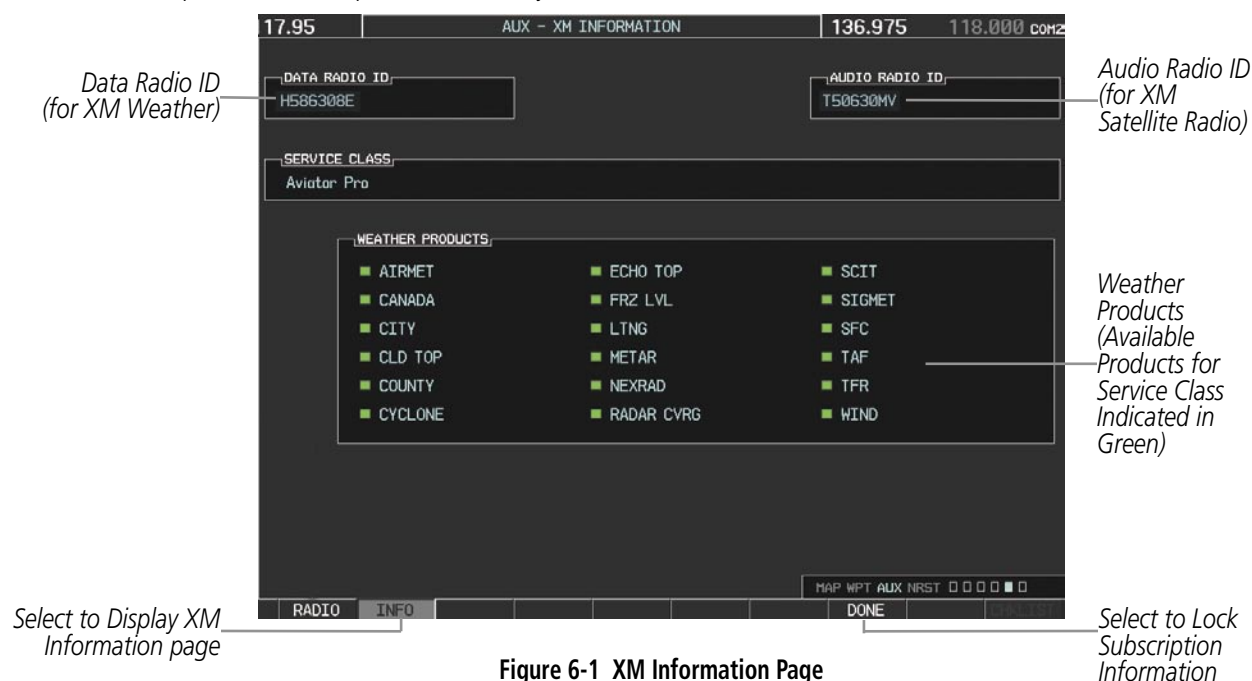 17.95 AUX – XM INFORMATION 136.975 118.000 COM2
Data Radio ID
(for XM Weather)
DATA RADIO ID
H586308E
AUDIO RADIO ID
T50630MV
Audio Radio ID
(for XM
Satellite Radio)
SERVICE CLASS
Aviator Pro
WEATHER PRODUCTS
AIRMET ECHO TOP SCIT
CANADA FRZ LVL SIGMET
CITY LTNG SFC
CLD TOP METAR TAF
COUNTY NEXRAD TFR
CYCLONE RADAR CVRG WIND
Weather
Products
(Available
Products for
Service Class
Indicated in
Green)
MAP WPT AUX NRST
RADIO INFO DONE CHKLIST
Select to Display XM
Information page
Select to Lock
Subscription
Information
Figure 6-1 XM Information Page